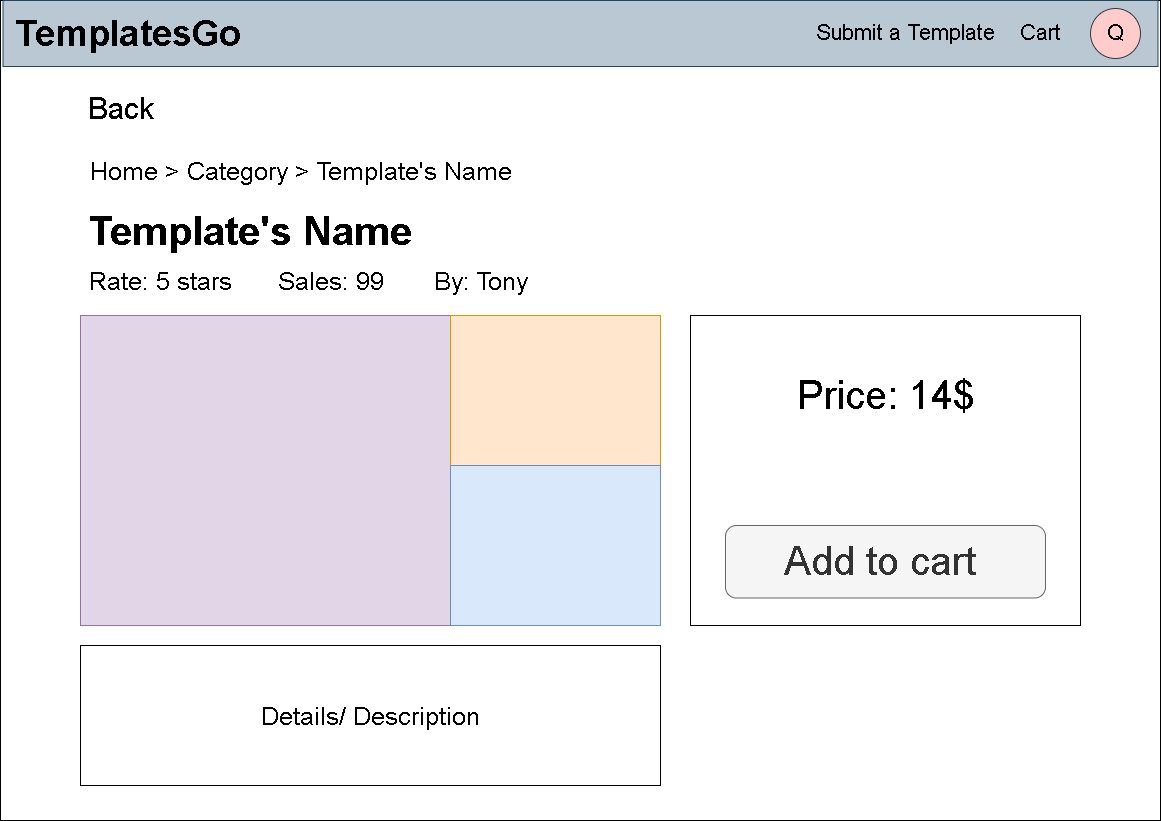 TemplatesGo
Submit a Template Cart Q
Back
Home > Category > Template's Name
Template's Name
Rate: 5 stars Sales: 99 By: Tony
Price: 14$
Add to cart
Details/ Description